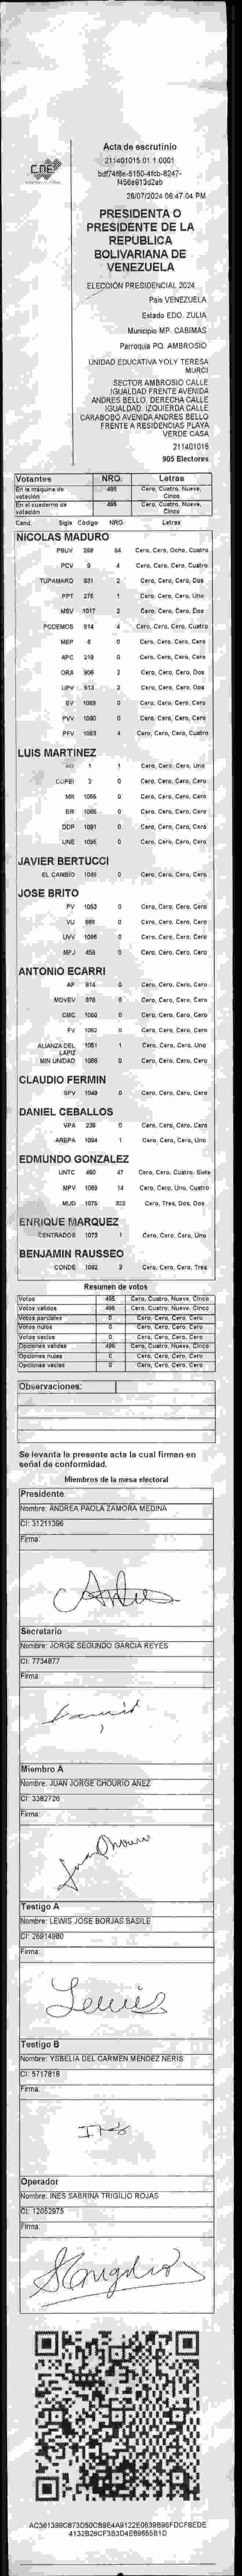 CNE
Acta de escrutinio
211401015.01.1.0001
28/07/2024 06:47:04 PM
PRESIDENTA O
PRESIDENTE DE LA
REPUBLICA
BOLIVARIANA DE
VENEZUELA
ELECCIÓN PRESIDENCIAL 2024
País VENEZUELA
Estado EDO. ZULIA
Municipio MP. CABIMAS
Parroquia PQ. AMBROSIO
UNIDAD EDUCATIVA YOLY TERESA
MURCI
SECTOR AMBROSIO CALLE
IGUALDAD FRENTE AVENIDA
ANDRES BELLO. DERECHA CALLE
IGUALDAD. IZQUIERDA CALLE
CARABOBO AVENIDA ANDRES BELLO
FRENTE A RESIDENCIAS PLAYA
VERDE CASA
211401015
905 Electores
Votantes NRO. Letras
En la máquina de votación 495 Cero, Cuatro, Nueve, Cinco
En el cuaderno de votación 495 Cero, Cuatro, Nueve, Cinco
Cand. Sigla Código NRO. Letras
NICOLAS MADURO
PSUV 289 84 Cero, Cero, Ocho, Cuatro
PCV 9 4 Cero, Cero, Cero, Cuatro
TUPAMARO 831 2 Cero, Cero, Cero, Dos
PPT 276 1 Cero, Cero, Cero, Uno
MSV 1017 2 Cero, Cero, Cero, Dos
PODEMOS 514 4 Cero, Cero, Cero, Cuatro
MEP 6 0 Cero, Cero, Cero, Cero
APC 219 0 Cero, Cero, Cero, Cero
ORA 906 2 Cero, Cero, Cero, Dos
UPV 613 2 Cero, Cero, Cero, Dos
EV 1089 0 Cero, Cero, Cero, Cero
PVV 1090 0 Cero, Cero, Cero, Cero
PFV 1093 4 Cero, Cero, Cero, Cuatro
LUIS MARTINEZ
AD 1 1 Cero, Cero, Cero, Uno
COPEI 2 0 Cero, Cero, Cero, Cero
MR 1066 0 Cero, Cero, Cero, Cero
BR 0 Cero, Cero, Cero, Cero
DDP 1091 0 Cero, Cero, Cero, Cero
UNE 1095 0 Cero, Cero, Cero, Cero
JAVIER BERTUCCI
EL CAMBIO 1049 0 Cero, Cero, Cero, Cero
JOSE BRITO
PV 1053 0 Cero, Cero, Cero, Cero
VU 0 Cero, Cero, Cero, Cero
UVV 1096 0 Cero, Cero, Cero, Cero
MPJ 458 0 Cero, Cero, Cero, Cero
ANTONIO ECARRI
AP 914 0 Cero, Cero, Cero, Cero
MOVEV 0 Cero, Cero, Cero, Cero
CMC 1050 0 Cero, Cero, Cero, Cero
FV 0 Cero, Cero, Cero, Cero
ALIANZA DEL LAPIZ 1051 1 Cero, Cero, Cero, Uno
MIN UNIDAD 0 Cero, Cero, Cero, Cero
CLAUDIO FERMIN
SPV 0 Cero, Cero, Cero, Cero
DANIEL CEBALLOS
VPA 236 0 Cero, Cero, Cero, Cero
AREPA 1094 1 Cero, Cero, Cero, Uno
EDMUNDO GONZALEZ
UNTC 460 47 Cero, Cero, Cuatro, Siete
MPV 1069 14 Cero, Cero, Uno, Cuatro
MUD 1075 322 Cero, Tres, Dos, Dos
ENRIQUE MARQUEZ
CENTRADOS 1073 1 Cero, Cero, Cero, Uno
BENJAMIN RAUSSEO
CONDE 1092 3 Cero, Cero, Cero, Tres
Resumen de votos
Votos 495 Cero, Cuatro, Nueve, Cinco
Votos validos 495 Cero, Cuatro, Nueve, Cinco
Votos parciales 0 Cero, Cero, Cero, Cero
Votos nulos 0 Cero, Cero, Cero, Cero
Votos vacios 0 Cero, Cero, Cero, Cero
Opciones validas 495 Cero, Cuatro, Nueve, Cinco
Opciones nulas 0 Cero, Cero, Cero, Cero
Opciones vacias 0 Cero, Cero, Cero, Cero
Observaciones:
Se levanta la presente acta la cual firman en
señal de conformidad.
Miembros de la mesa electoral
Presidente
Nombre: ANDREA PAOLA ZAMORA MEDINA
CI: 31211396
Firma:
Secretario
Nombre: JORGE SEGUNDO GARCIA REYES
CI: 7734877
Firma:
Miembro A
Nombre: JUAN JORGE CHOURIO ANEZ
CI: 3382726
Firma:
Juan Chourio
Testigo A
Nombre: LEWIS JOSE BORJAS BASILE
CI: 26914980
Firma:
Lewis
Testigo B
Nombre: YSBELIA DEL CARMEN MENDEZ NERIS
CI: 5717818
Firma:
Operador
Nombre: INES SABRINA TRIGILIO ROJAS
CI: 12052975
Firma: